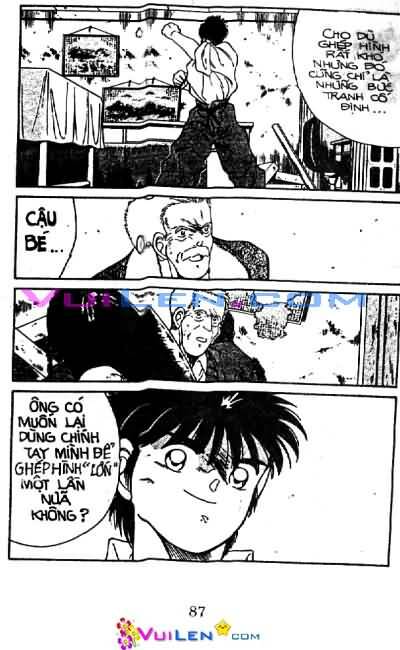 CHO DÙ
GHÉP HÌNH
RẤT KHÓ,
NHƯNG ĐÓ
CŨNG CHỈ LÀ
NHỮNG BỨC
TRANH CỐ
ĐỊNH...
CẬU
BÉ...
VuiLen.com
ÔNG CÓ
MUỐN LẠI
DÙNG CHÍNH
TAY MÌNH ĐỂ
GHÉP HÌNH "LỚN"
MỘT LẦN
NỮA
KHÔNG?
87
VuiLen.com